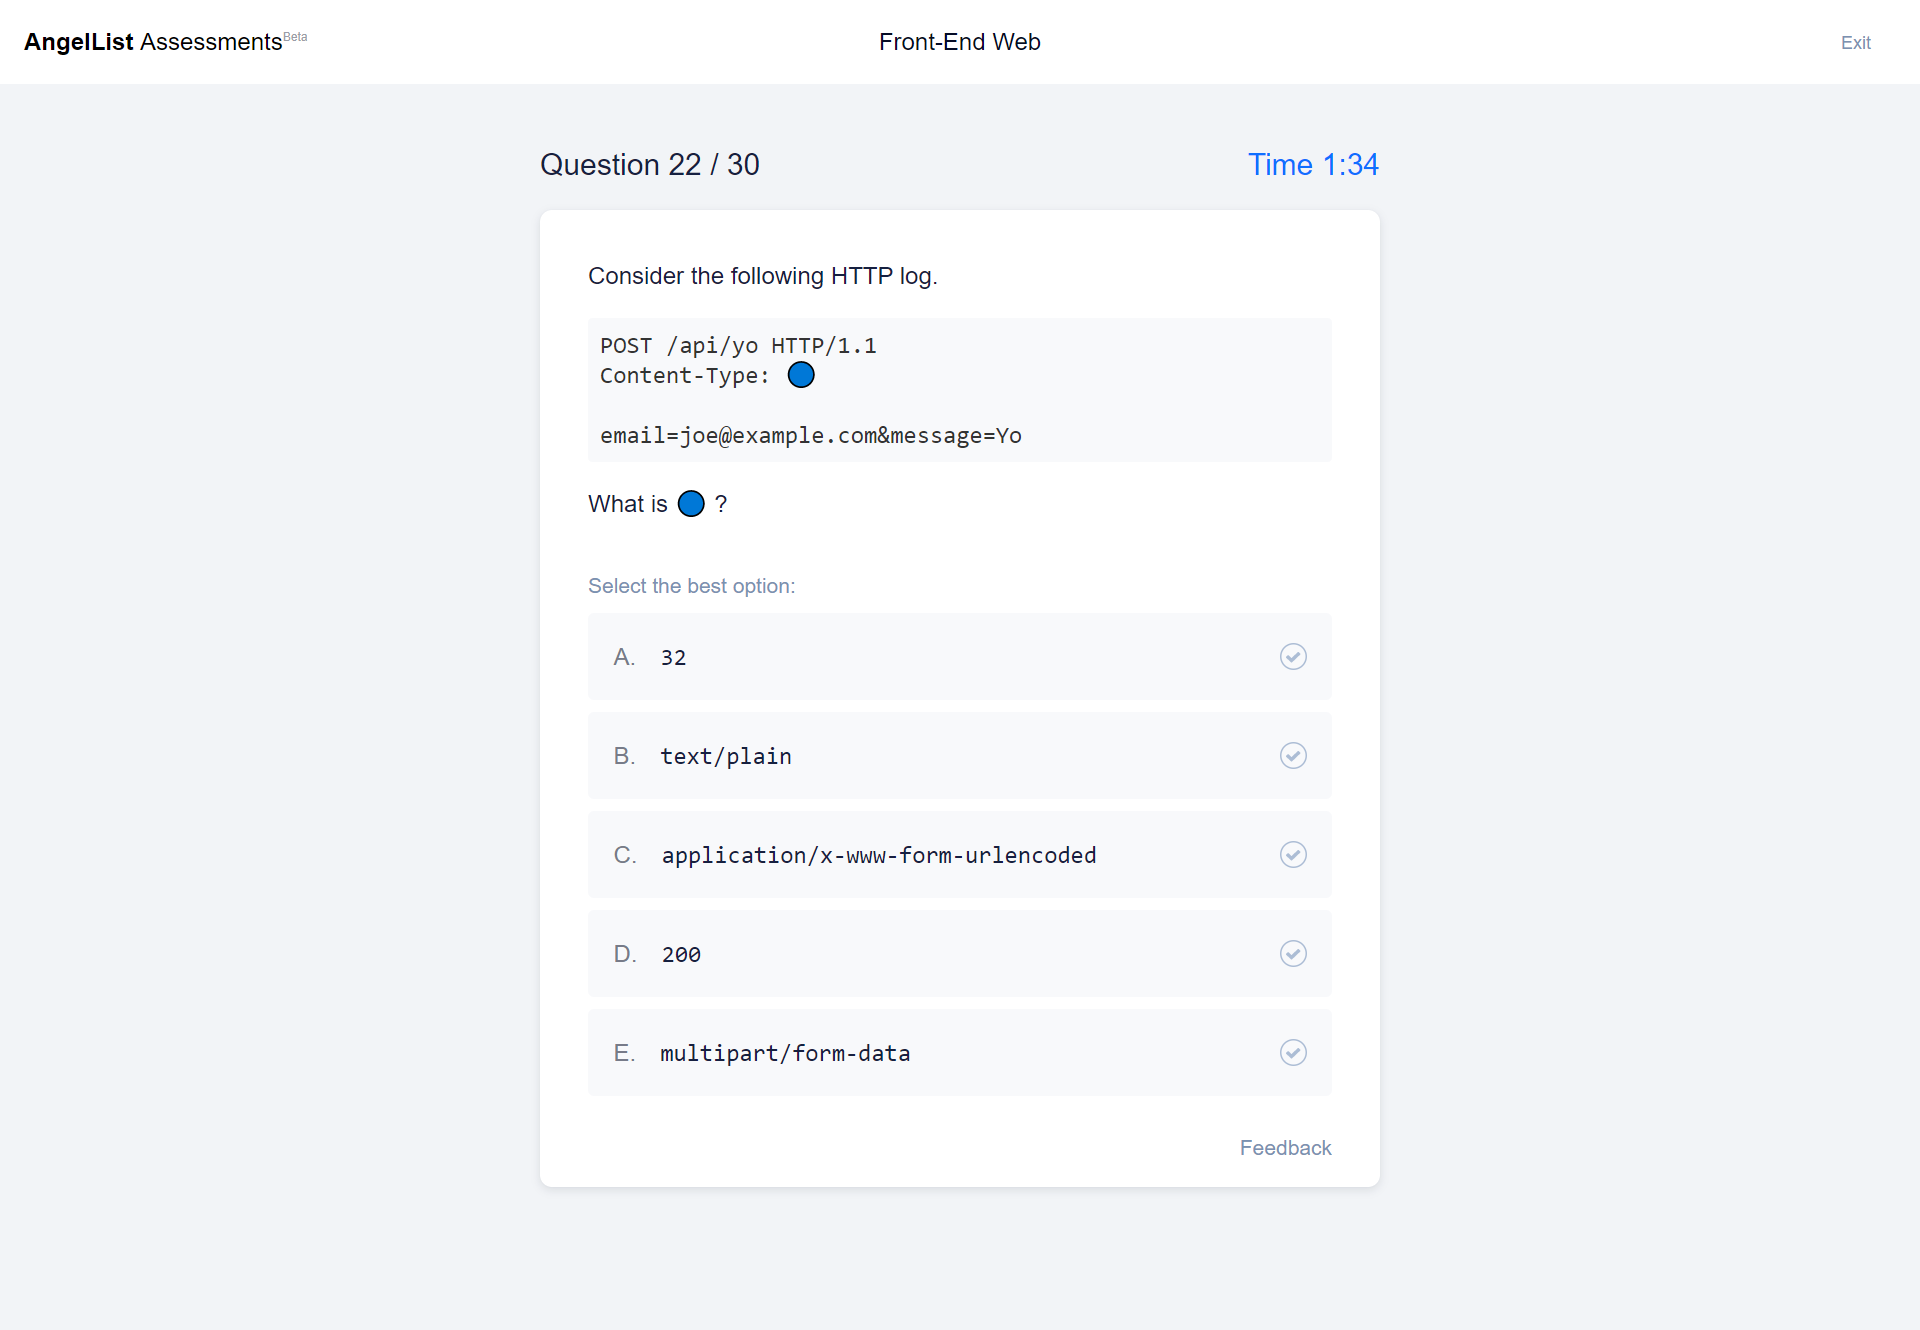 AngelList AssessmentsBeta
Front-End Web
Exit
Question 22 / 30
Time 1:34
Consider the following HTTP log.
POST /api/yo HTTP/1.1
Content-Type:
email=joe@example.com&message=Yo
What is ?
Select the best option:
A. 32
B. text/plain
C. application/x-www-form-urlencoded
D. 200
E. multipart/form-data
Feedback